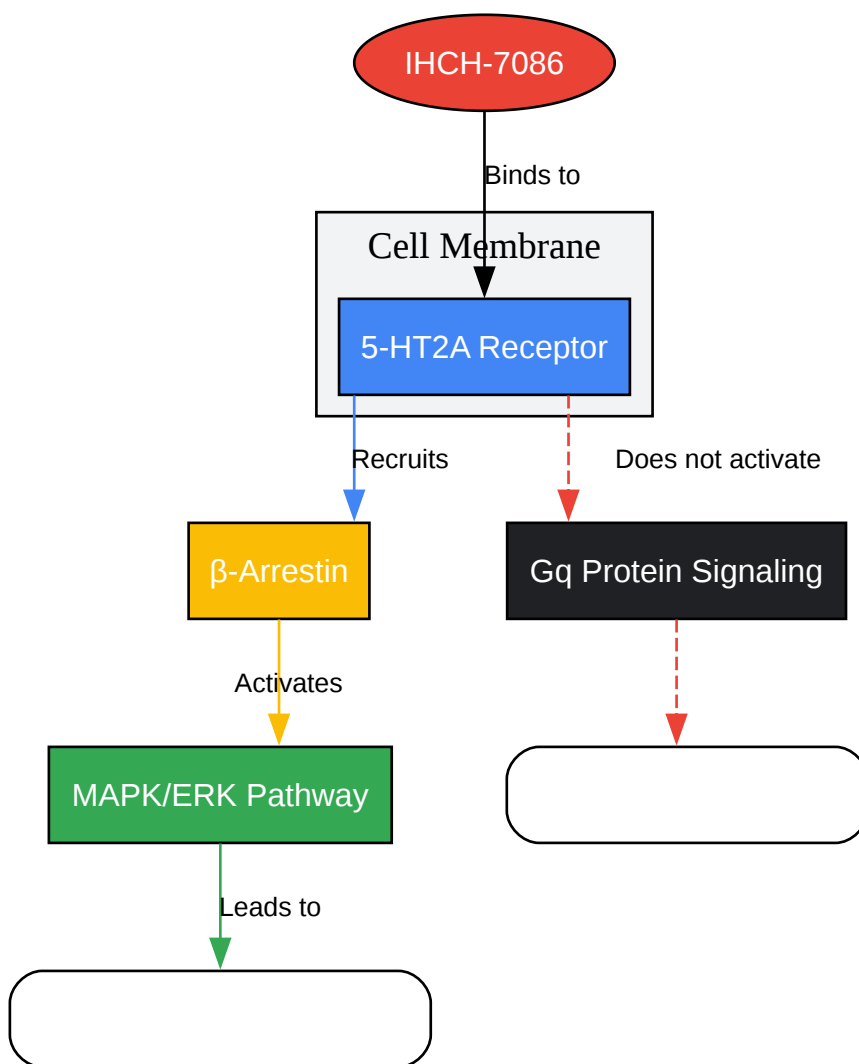 IHCH-7086
Binds to
Cell Membrane
5-HT2A Receptor
Recruits
Does not activate
β-Arrestin
Gq Protein Signaling
Activates
MAPK/ERK Pathway
Leads to